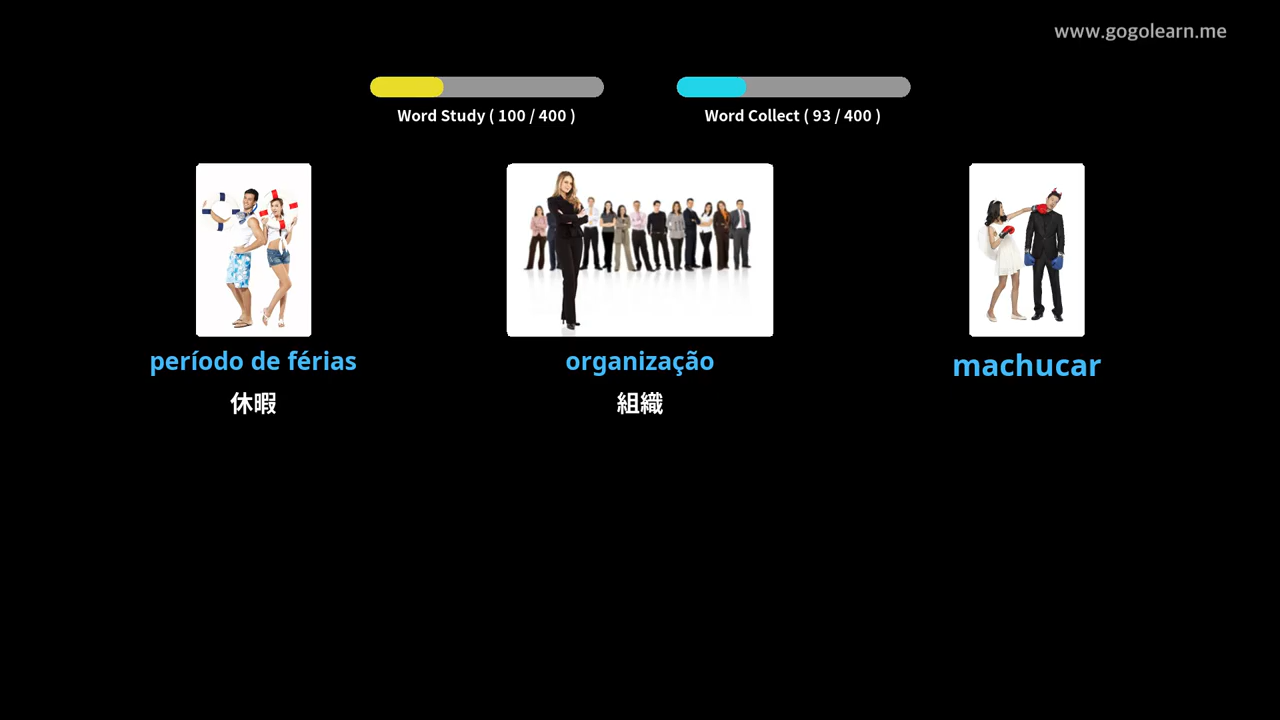 www.gogolearn.me
Word Study ( 100 / 400 )
Word Collect ( 93 / 400 )
período de férias
organização
machucar
休暇
組織